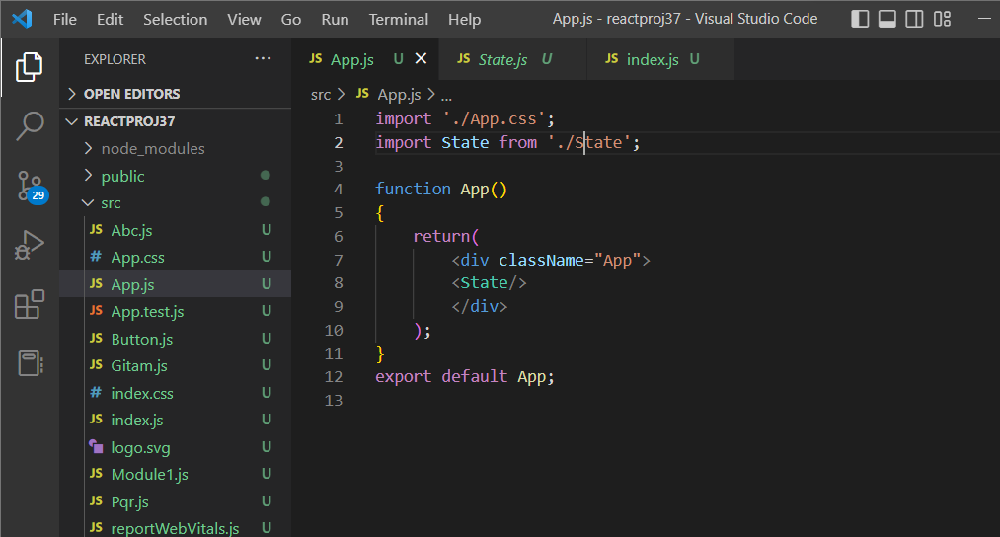 File Edit Selection View Go Run Terminal Help App.js - reactproj37 - Visual Studio Code
EXPLORER ...
OPEN EDITORS
REACTPROJ37
node_modules
public
src
JS Abc.js U
# App.css U
JS App.js U
JS App.test.js U
JS Button.js U
JS Gitam.js U
# index.css U
JS index.js U
logo.svg U
JS Module1.js U
JS Pqr.js U
JS reportWebVitals.js U
29
JS App.js U JS State.js U JS index.js U
src > JS App.js > ...
1 import './App.css';
2 import State from './State';
3
4 function App()
5 {
6 return(
7 <div className="App">
8 <State/>
9 </div>
10 );
11 }
12 export default App;
13